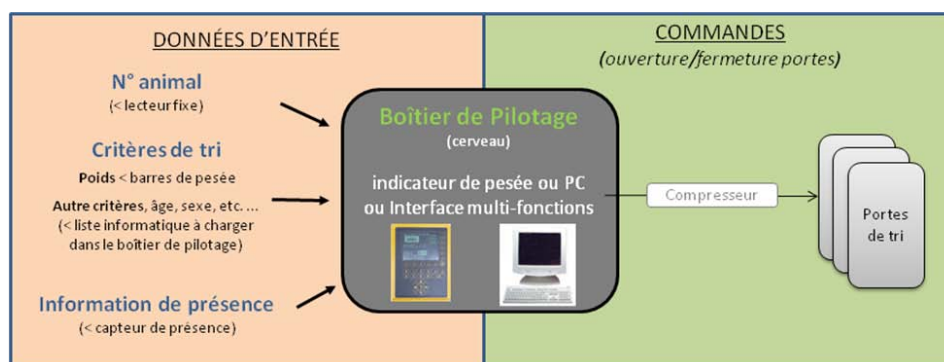 DONNÉES D'ENTRÉE
N° animal
(< lecteur fixe)
Critères de tri
Poids < barres de pesée
Autre critères, âge, sexe, etc. ...
(< liste informatique à charger
dans le boîtier de pilotage)
Information de présence
(< capteur de présence)
Boîtier de Pilotage
(cerveau)
indicateur de pesée ou PC
ou Interface multi-fonctions
COMMANDES
(ouverture/fermeture portes)
Compresseur
Portes
de tri